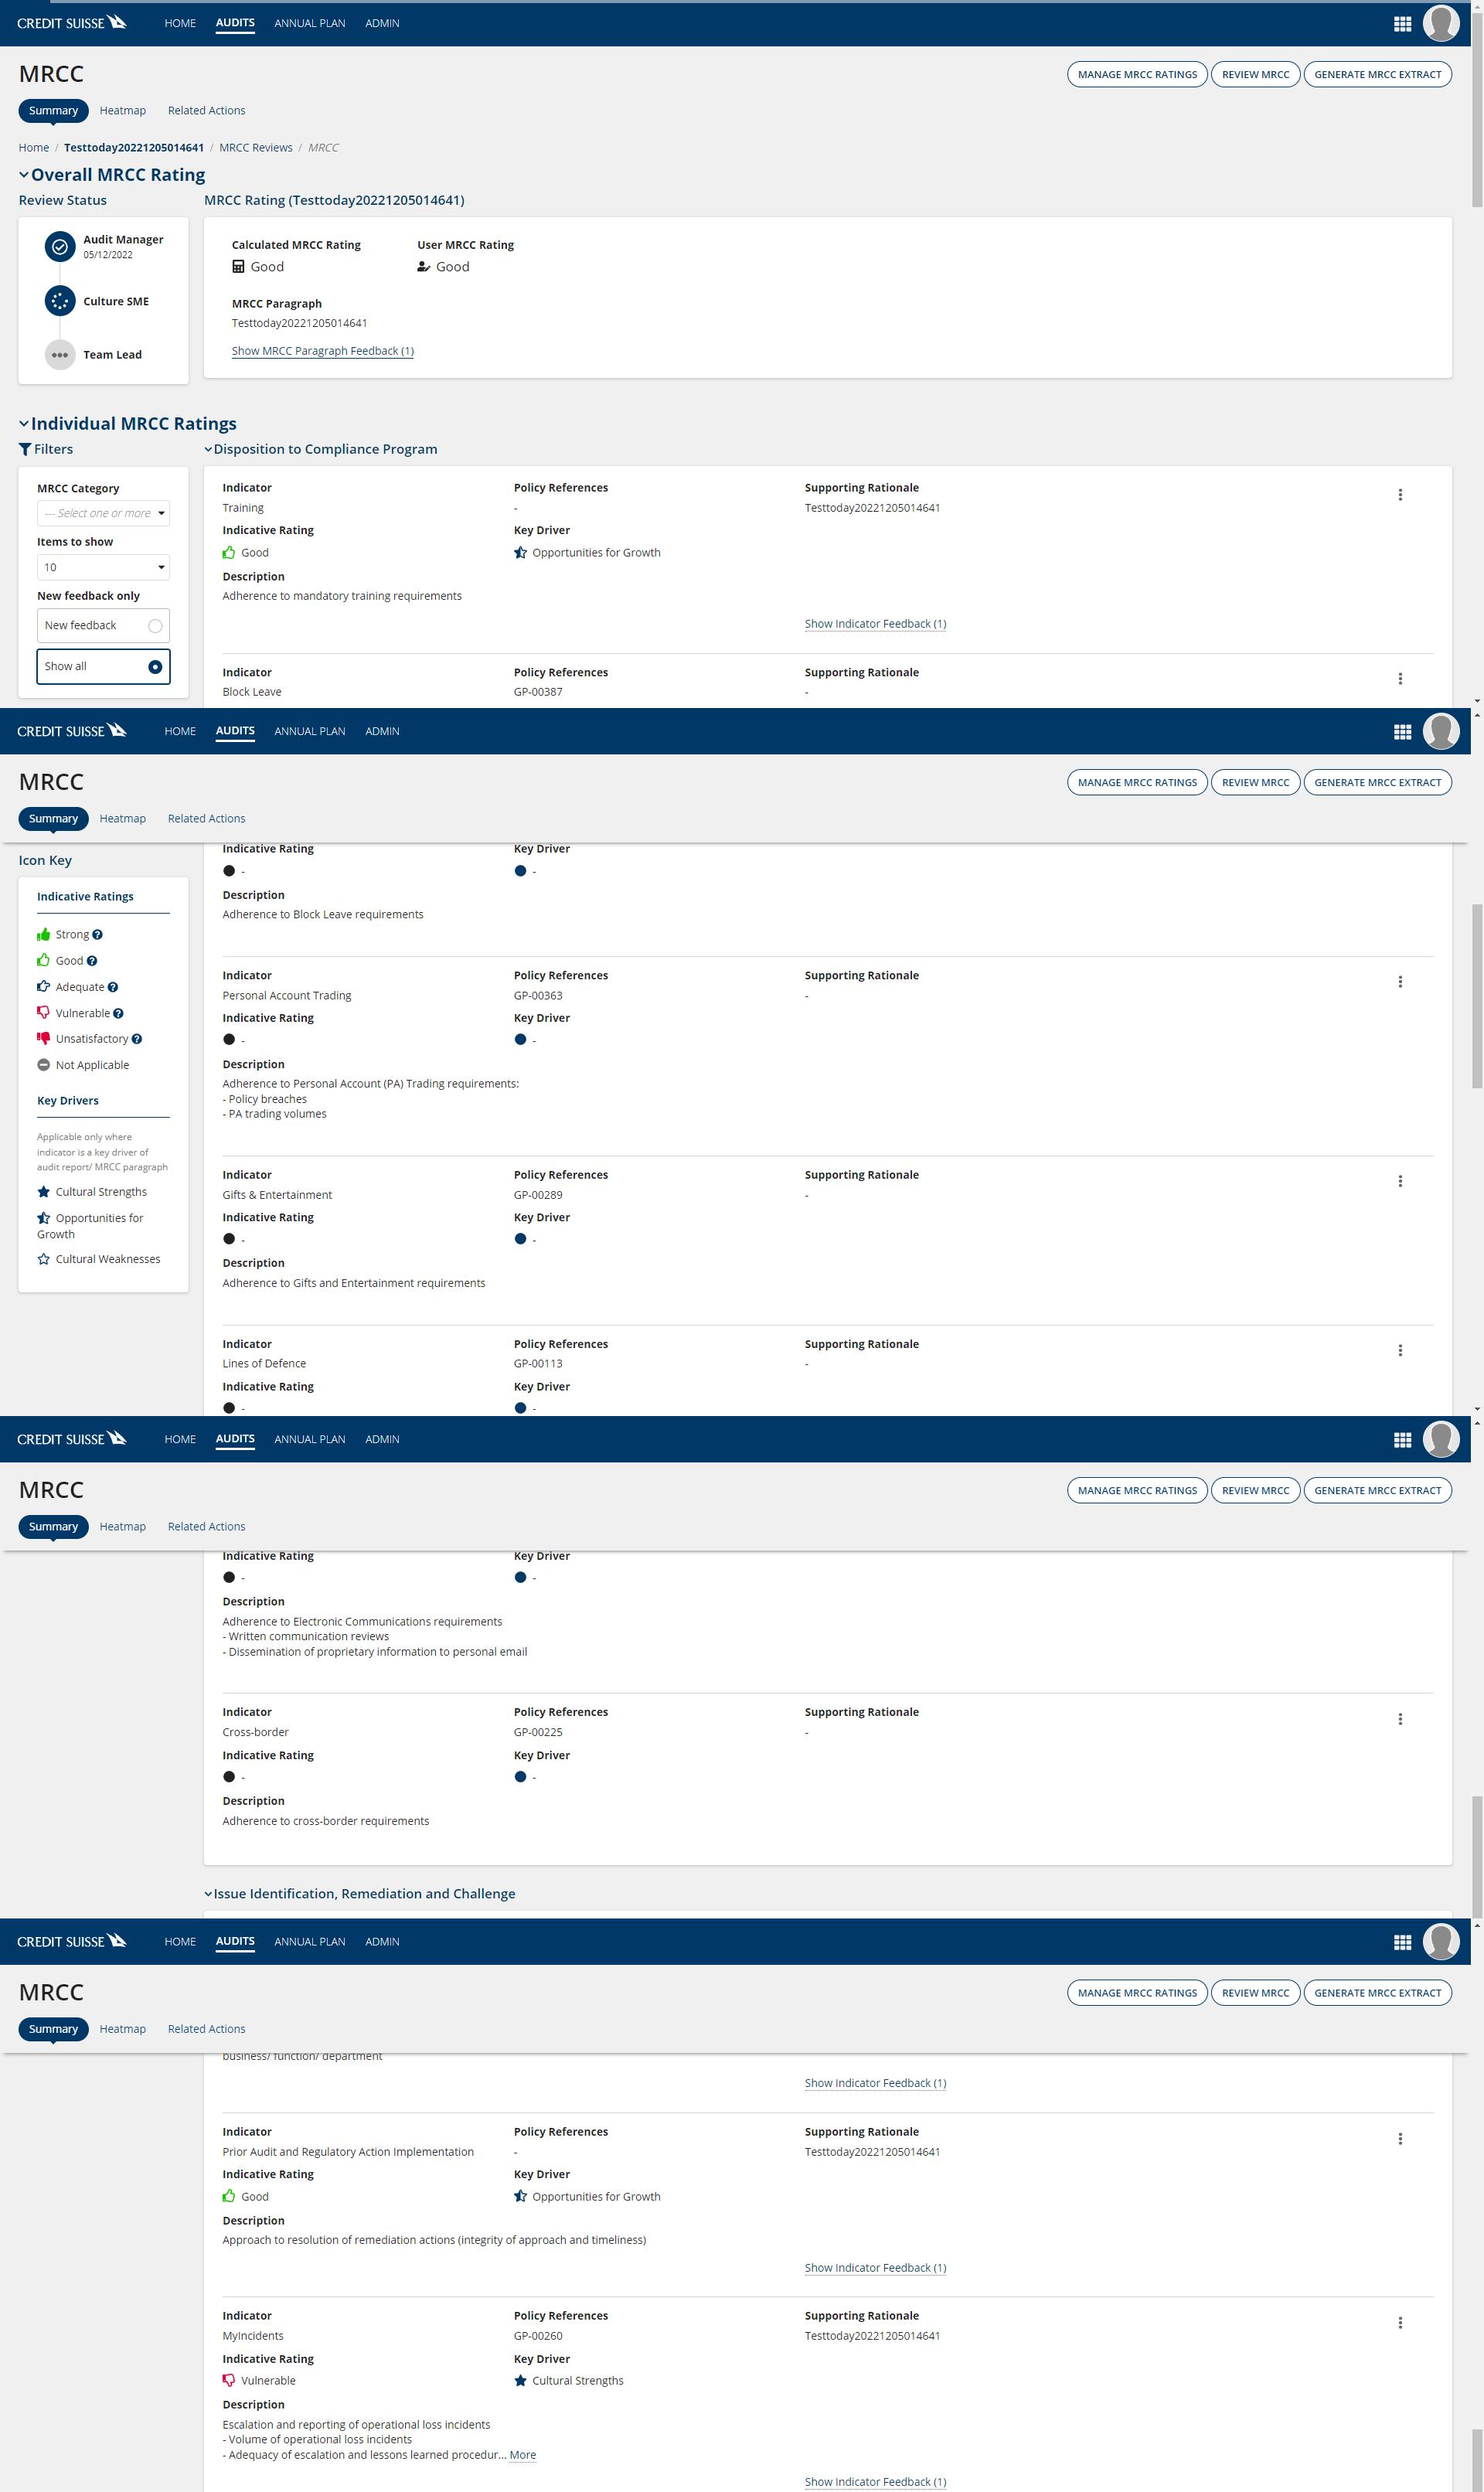 CREDIT SUISSE HOME AUDITS ANNUAL PLAN ADMIN
MRCC
MANAGE MRCC RATINGS REVIEW MRCC GENERATE MRCC EXTRACT
Summary Heatmap Related Actions
Home / Testtoday20221205014641 / MRCC Reviews / MRCC
Overall MRCC Rating
Review Status
Audit Manager
05/12/2022
Culture SME
Team Lead
MRCC Rating (Testtoday20221205014641)
Calculated MRCC Rating User MRCC Rating
Good Good
MRCC Paragraph
Testtoday20221205014641
Show MRCC Paragraph Feedback (1)
Individual MRCC Ratings
Filters
MRCC Category
--- Select one or more
Items to show
10
New feedback only
New feedback
Show all
Disposition to Compliance Program
Indicator Policy References Supporting Rationale
Training - Testtoday20221205014641
Indicative Rating Key Driver
Good Opportunities for Growth
Description
Adherence to mandatory training requirements
Show Indicator Feedback (1)
Indicator Policy References Supporting Rationale
Block Leave GP-00387 -
CREDIT SUISSE HOME AUDITS ANNUAL PLAN ADMIN
MRCC
MANAGE MRCC RATINGS REVIEW MRCC GENERATE MRCC EXTRACT
Summary Heatmap Related Actions
Icon Key
Indicative Ratings
Strong ?
Good ?
Adequate ?
Vulnerable ?
Unsatisfactory ?
Not Applicable
Key Drivers
Applicable only where
indicator is a key driver of
audit report/ MRCC paragraph
Cultural Strengths
Opportunities for
Growth
Cultural Weaknesses
Indicative Rating Key Driver
- -
Description
Adherence to Block Leave requirements
Indicator Policy References Supporting Rationale
Personal Account Trading GP-00363 -
Indicative Rating Key Driver
- -
Description
Adherence to Personal Account (PA) Trading requirements:
- Policy breaches
- PA trading volumes
Indicator Policy References Supporting Rationale
Gifts & Entertainment GP-00289 -
Indicative Rating Key Driver
- -
Description
Adherence to Gifts and Entertainment requirements
Indicator Policy References Supporting Rationale
Lines of Defence GP-00113 -
Indicative Rating Key Driver
- -
CREDIT SUISSE HOME AUDITS ANNUAL PLAN ADMIN
MRCC
MANAGE MRCC RATINGS REVIEW MRCC GENERATE MRCC EXTRACT
Summary Heatmap Related Actions
Indicative Rating Key Driver
- -
Description
Adherence to Electronic Communications requirements
- Written communication reviews
- Dissemination of proprietary information to personal email
Indicator Policy References Supporting Rationale
Cross-border GP-00225 -
Indicative Rating Key Driver
- -
Description
Adherence to cross-border requirements
Issue Identification, Remediation and Challenge
CREDIT SUISSE HOME AUDITS ANNUAL PLAN ADMIN
MRCC
MANAGE MRCC RATINGS REVIEW MRCC GENERATE MRCC EXTRACT
Summary Heatmap Related Actions
business/ function/ department
Show Indicator Feedback (1)
Indicator Policy References Supporting Rationale
Prior Audit and Regulatory Action Implementation - Testtoday20221205014641
Indicative Rating Key Driver
Good Opportunities for Growth
Description
Approach to resolution of remediation actions (integrity of approach and timeliness)
Show Indicator Feedback (1)
Indicator Policy References Supporting Rationale
MyIncidents GP-00260 Testtoday20221205014641
Indicative Rating Key Driver
Vulnerable Cultural Strengths
Description
Escalation and reporting of operational loss incidents
- Volume of operational loss incidents
- Adequacy of escalation and lessons learned procedur... More
Show Indicator Feedback (1)